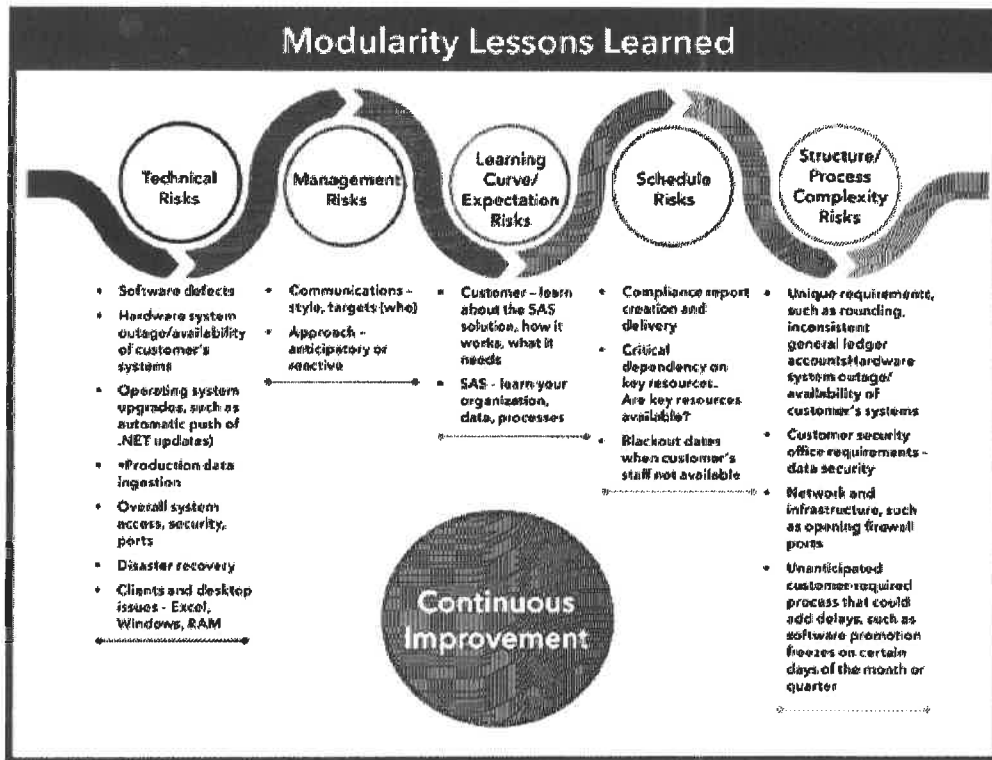 Modularity Lessons Learned
Technical
Risks
Management
Risks
Learning
Curve/
Expectation
Risks
Schedule
Risks
Structure/
Process
Complexity
Risks
• Software defects
• Hardware system
outage/availability
of customer's
systems
• Operating system
upgrades, such as
automatic push of
.NET updates)
• •Production data
ingestion
• Overall system
access, security,
ports
• Disaster recovery
• Clients and desktop
issues - Excel,
Windows, RAM
• Communications –
style, targets (who)
• Approach –
anticipatory or
reactive
• Customer – learn
about the SAS
solution, how it
works, what it
needs
• SAS - learn your
organization,
data, processes
• Compliance report
creation and
delivery
• Critical
dependency on
key resources.
Are key resources
available?
• Blackout dates
when customer's
staff not available
• Unique requirements,
such as rounding,
inconsistent
general ledger
accountsHardware
system outage/
availability of
customer's systems
• Customer security
office requirements –
data security
• Network and
infrastructure, such
as opening firewall
ports
• Unanticipated
customer-required
process that could
add delays, such as
software promotion
freezes on certain
days of the month or
quarter
Continuous
Improvement